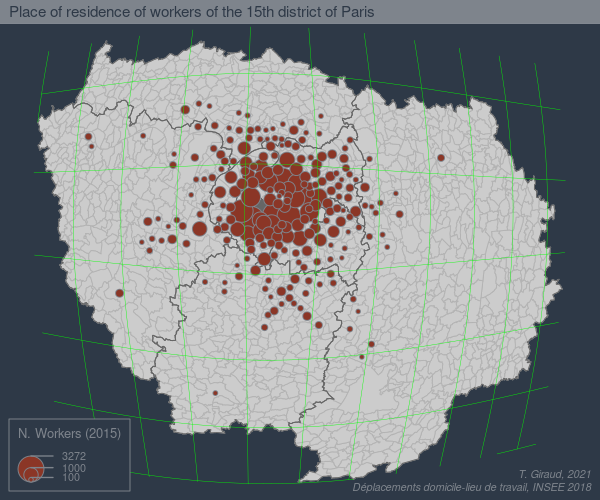 Place of residence of workers of the 15th district of Paris
N. Workers (2015)
3272
1000
100
T. Giraud, 2021
Déplacements domicile-lieu de travail, INSEE 2018